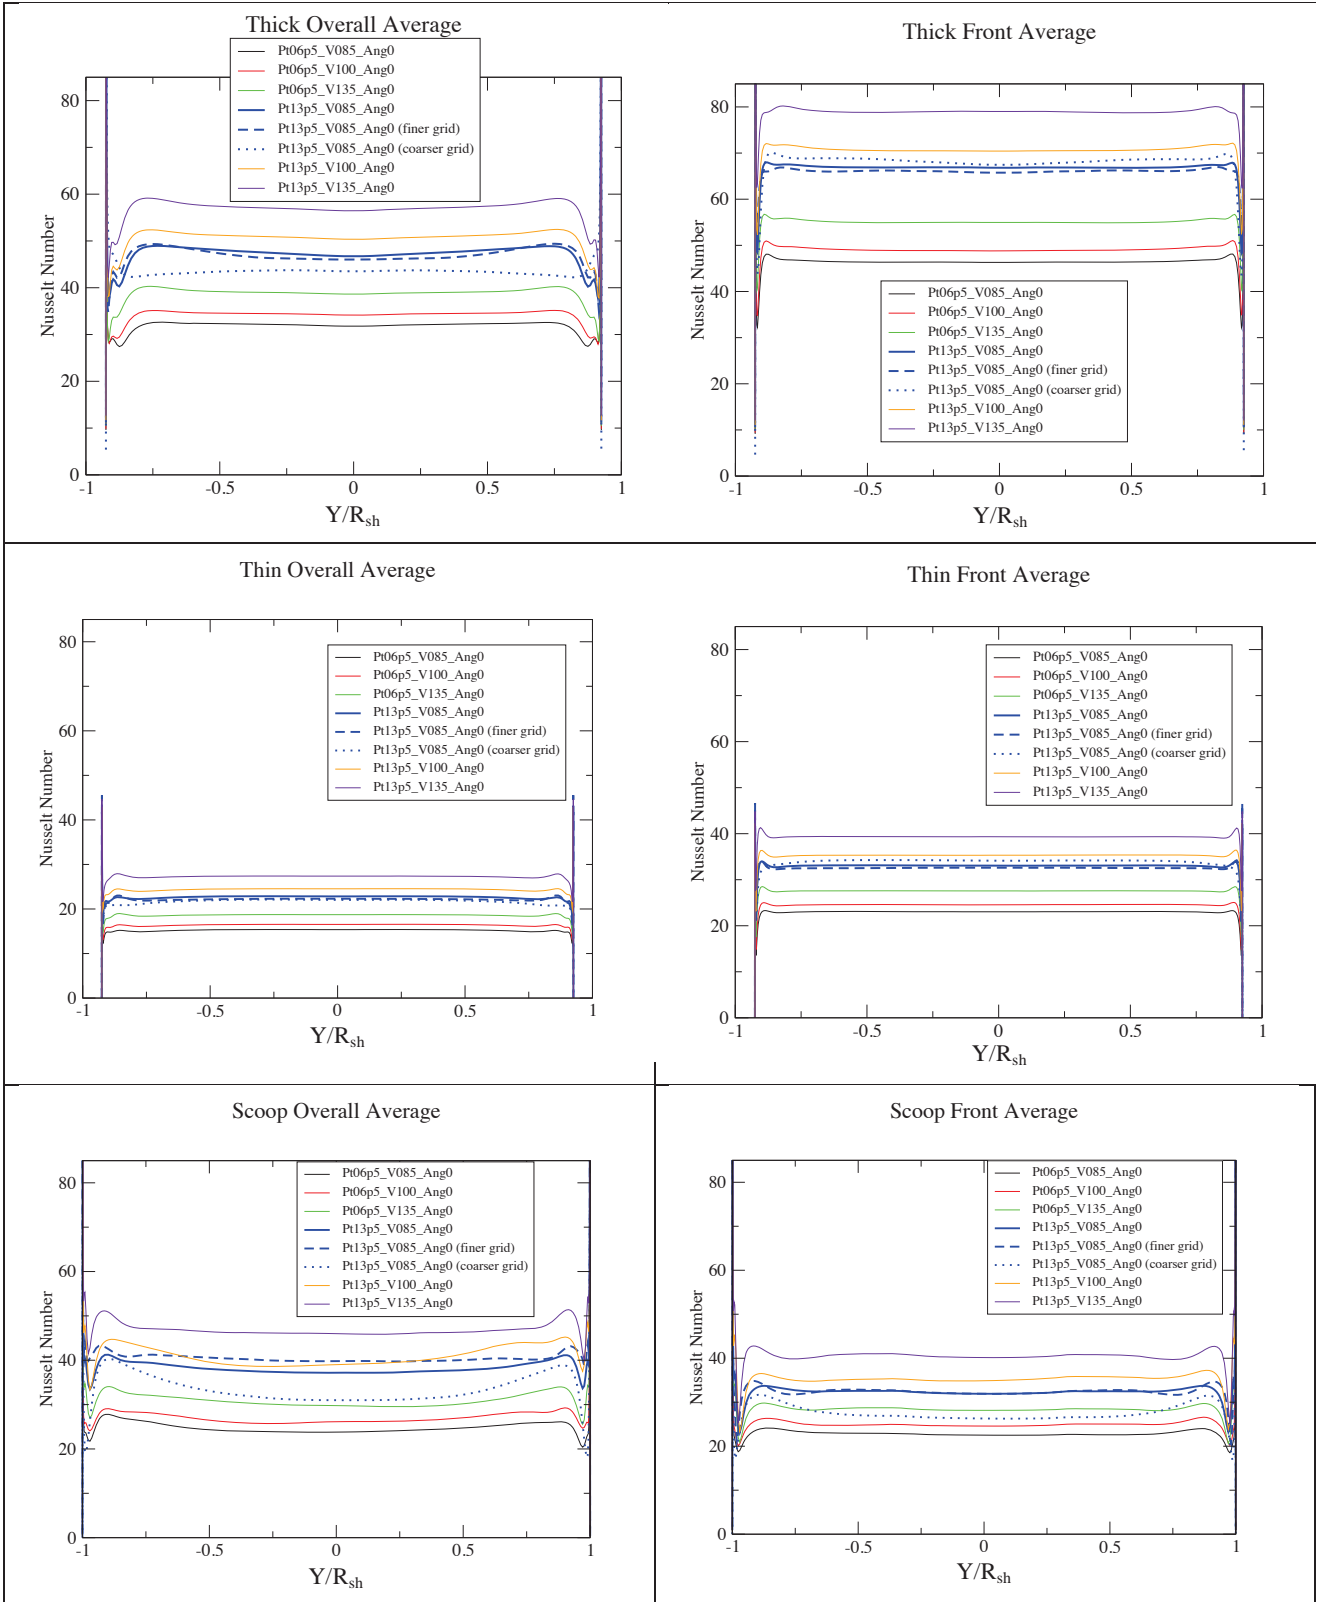 Thick Overall Average
Pt06p5_V085_Ang0
Pt06p5_V100_Ang0
Pt06p5_V135_Ang0
Pt13p5_V085_Ang0
Pt13p5_V085_Ang0 (finer grid)
Pt13p5_V085_Ang0 (coarser grid)
Pt13p5_V100_Ang0
Pt13p5_V135_Ang0
Nusselt Number
80
60
40
20
0
-1
-0.5
0
0.5
1
Y/Rsh
Thick Front Average
Pt06p5_V085_Ang0
Pt06p5_V100_Ang0
Pt06p5_V135_Ang0
Pt13p5_V085_Ang0
Pt13p5_V085_Ang0 (finer grid)
Pt13p5_V085_Ang0 (coarser grid)
Pt13p5_V100_Ang0
Pt13p5_V135_Ang0
Nusselt Number
80
60
40
20
0
-1
-0.5
0
0.5
1
Y/Rsh
Thin Overall Average
Pt06p5_V085_Ang0
Pt06p5_V100_Ang0
Pt06p5_V135_Ang0
Pt13p5_V085_Ang0
Pt13p5_V085_Ang0 (finer grid)
Pt13p5_V085_Ang0 (coarser grid)
Pt13p5_V100_Ang0
Pt13p5_V135_Ang0
Nusselt Number
80
60
40
20
0
-1
-0.5
0
0.5
1
Y/Rsh
Thin Front Average
Pt06p5_V085_Ang0
Pt06p5_V100_Ang0
Pt06p5_V135_Ang0
Pt13p5_V085_Ang0
Pt13p5_V085_Ang0 (finer grid)
Pt13p5_V085_Ang0 (coarser grid)
Pt13p5_V100_Ang0
Pt13p5_V135_Ang0
Nusselt Number
80
60
40
20
0
-1
-0.5
0
0.5
1
Y/Rsh
Scoop Overall Average
Pt06p5_V085_Ang0
Pt06p5_V100_Ang0
Pt06p5_V135_Ang0
Pt13p5_V085_Ang0
Pt13p5_V085_Ang0 (finer grid)
Pt13p5_V085_Ang0 (coarser grid)
Pt13p5_V100_Ang0
Pt13p5_V135_Ang0
Nusselt Number
80
60
40
20
0
-1
-0.5
0
0.5
1
Y/Rsh
Scoop Front Average
Pt06p5_V085_Ang0
Pt06p5_V100_Ang0
Pt06p5_V135_Ang0
Pt13p5_V085_Ang0
Pt13p5_V085_Ang0 (finer grid)
Pt13p5_V085_Ang0 (coarser grid)
Pt13p5_V100_Ang0
Pt13p5_V135_Ang0
Nusselt Number
80
60
40
20
0
-1
-0.5
0
0.5
1
Y/Rsh